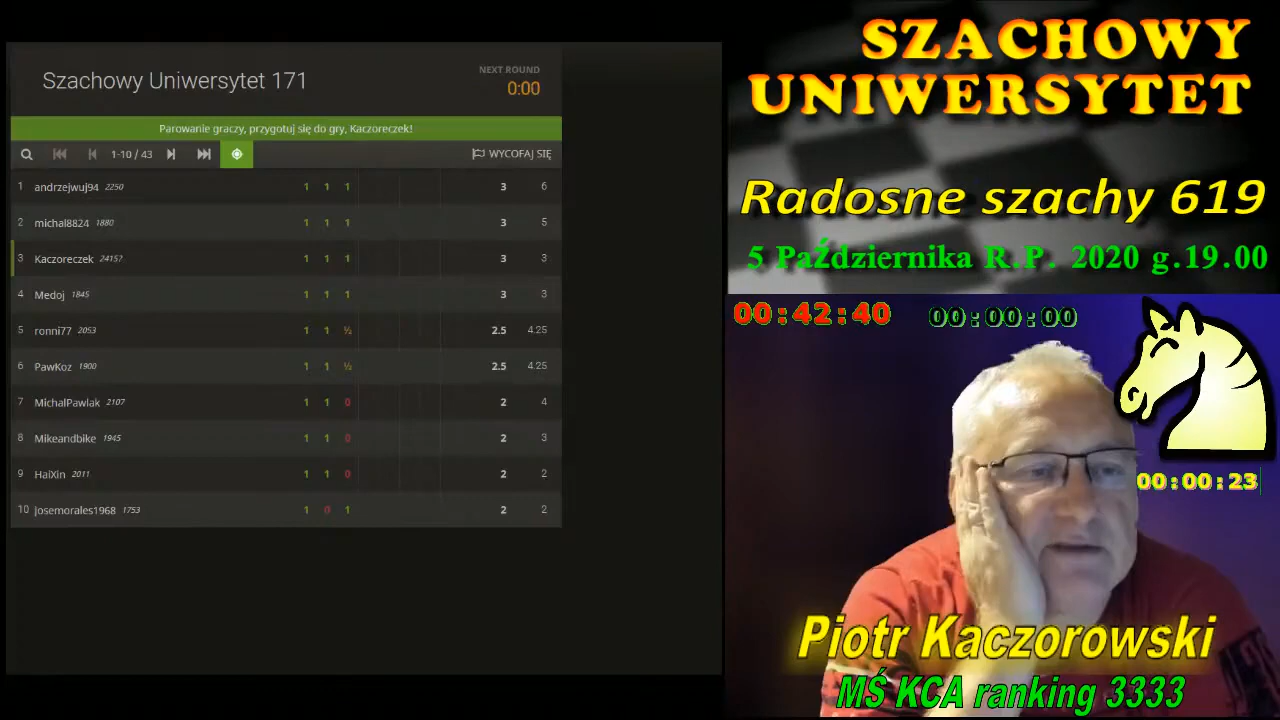 Szachowy Uniwersytet 171
NEXT ROUND
0:00
Parowanie graczy, przygotuj się do gry, Kaczoreczek!
1-10 / 43
WYCOFAJ SIĘ
1 andrzejwuj94 2250 1 1 1 3 6
2 michal8824 1880 1 1 1 3 5
3 Kaczoreczek 2415? 1 1 1 3 3
4 Medoj 1845 1 1 1 3 3
5 ronni77 2053 1 1 ½ 2.5 4.25
6 PawKoz 1900 1 1 ½ 2.5 4.25
7 MichalPawlak 2107 1 1 0 2 4
8 Mikeandbike 1945 1 1 0 2 3
9 HaiXin 2011 1 1 0 2 2
10 josemorales1968 1753 1 0 1 2 2
SZACHOWY
UNIWERSYTET
Radosne szachy 619
5 Października R.P. 2020 g.19.00
00:42:40 00:00:00
00:00:23
Piotr Kaczorowski
MŚ KCA ranking 3333